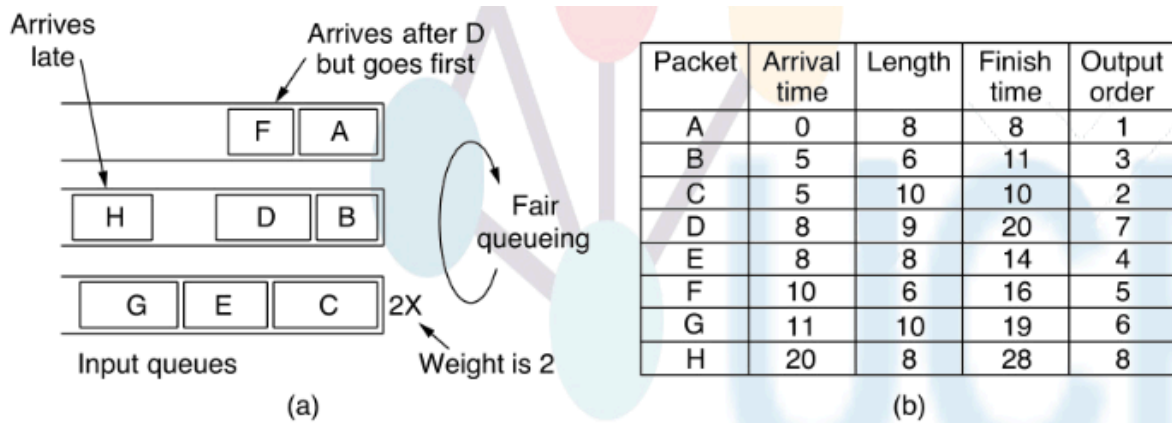 Arrives
late
Arrives after D
but goes first
F A
H D B
G E C 2X
Fair
queueing
Input queues
Weight is 2
(a)
Packet Arrival time Length Finish time Output order
A 0 8 8 1
B 5 6 11 3
C 5 10 10 2
D 8 9 20 7
E 8 8 14 4
F 10 6 16 5
G 11 10 19 6
H 20 8 28 8
(b)